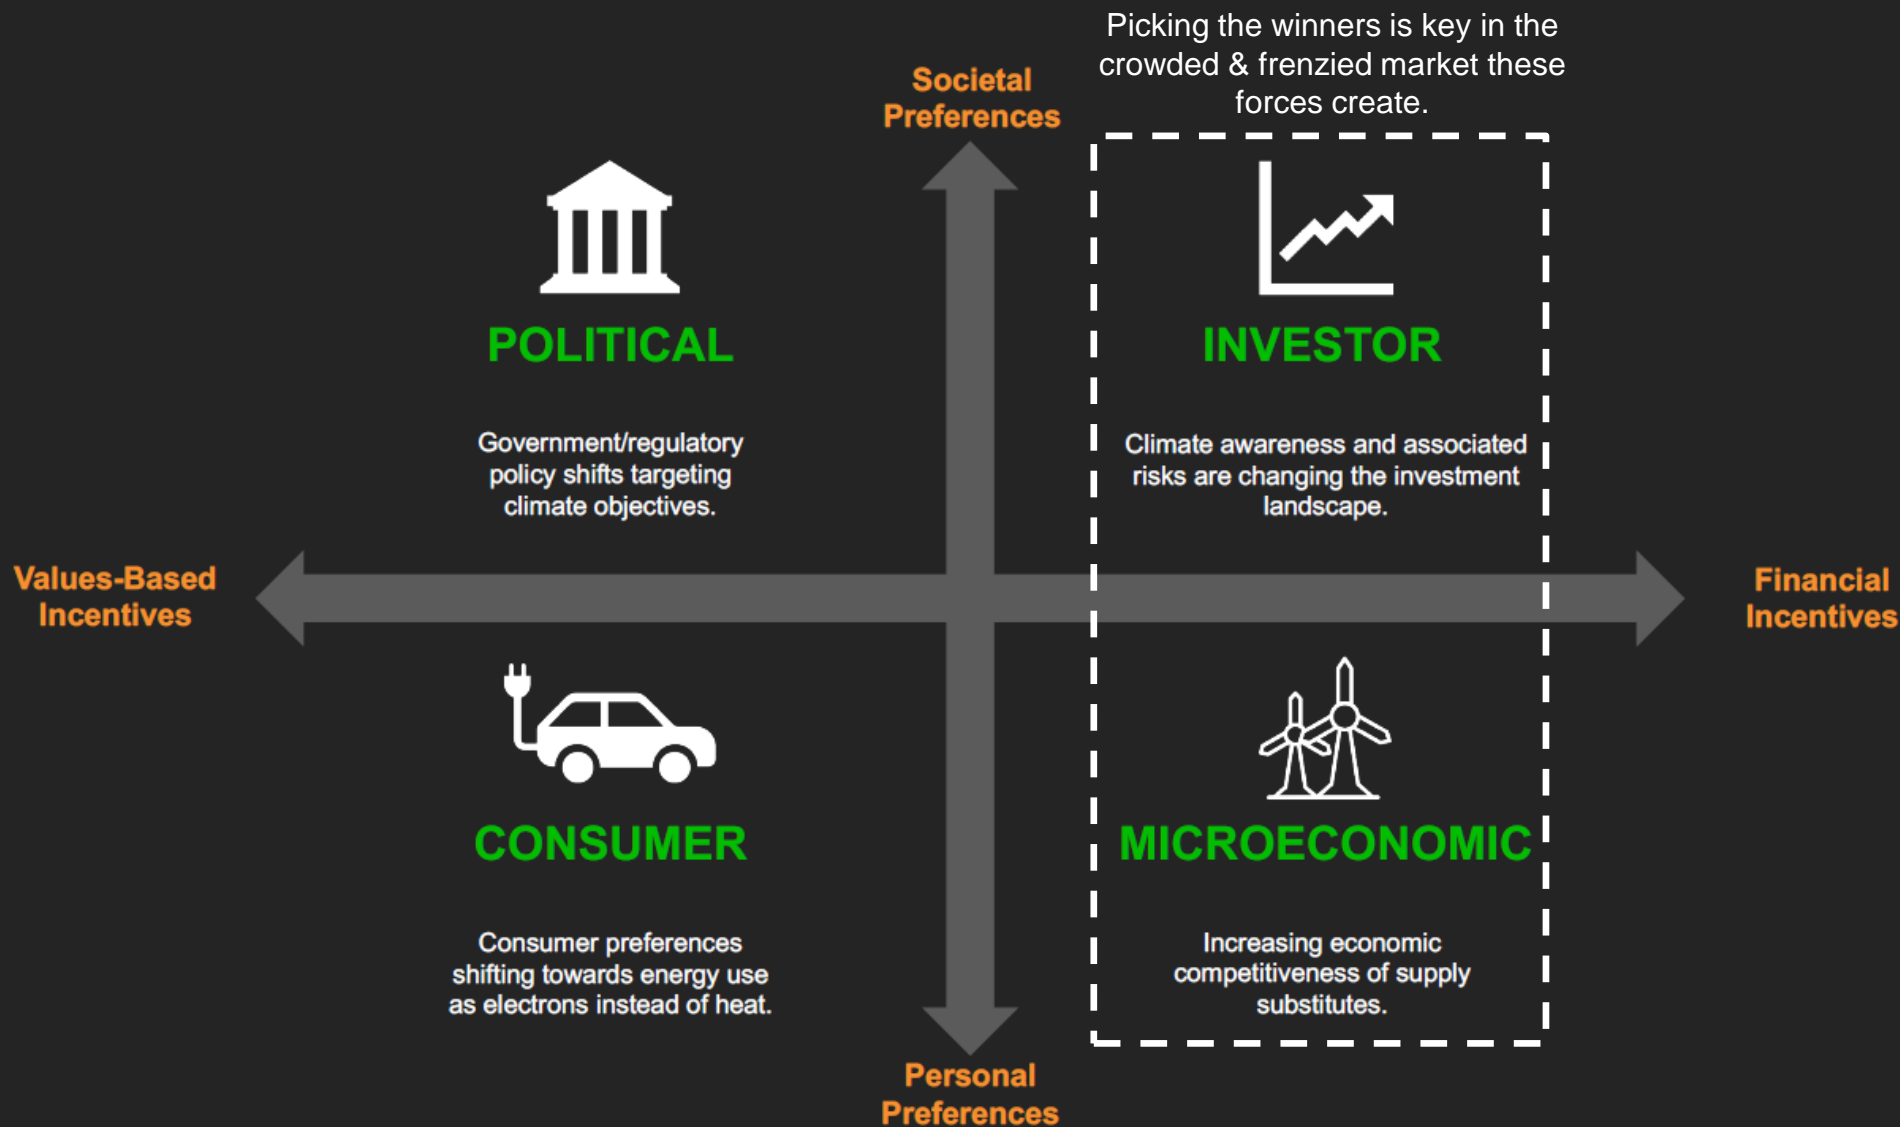 Picking the winners is key in the
crowded & frenzied market these
forces create.
Societal
Preferences
POLITICAL
Government/regulatory
policy shifts targeting
climate objectives.
INVESTOR
Climate awareness and associated
risks are changing the investment
landscape.
Values-Based
Incentives
Financial
Incentives
CONSUMER
Consumer preferences
shifting towards energy use
as electrons instead of heat.
MICROECONOMIC
Increasing economic
competitiveness of supply
substitutes.
Personal
Preferences